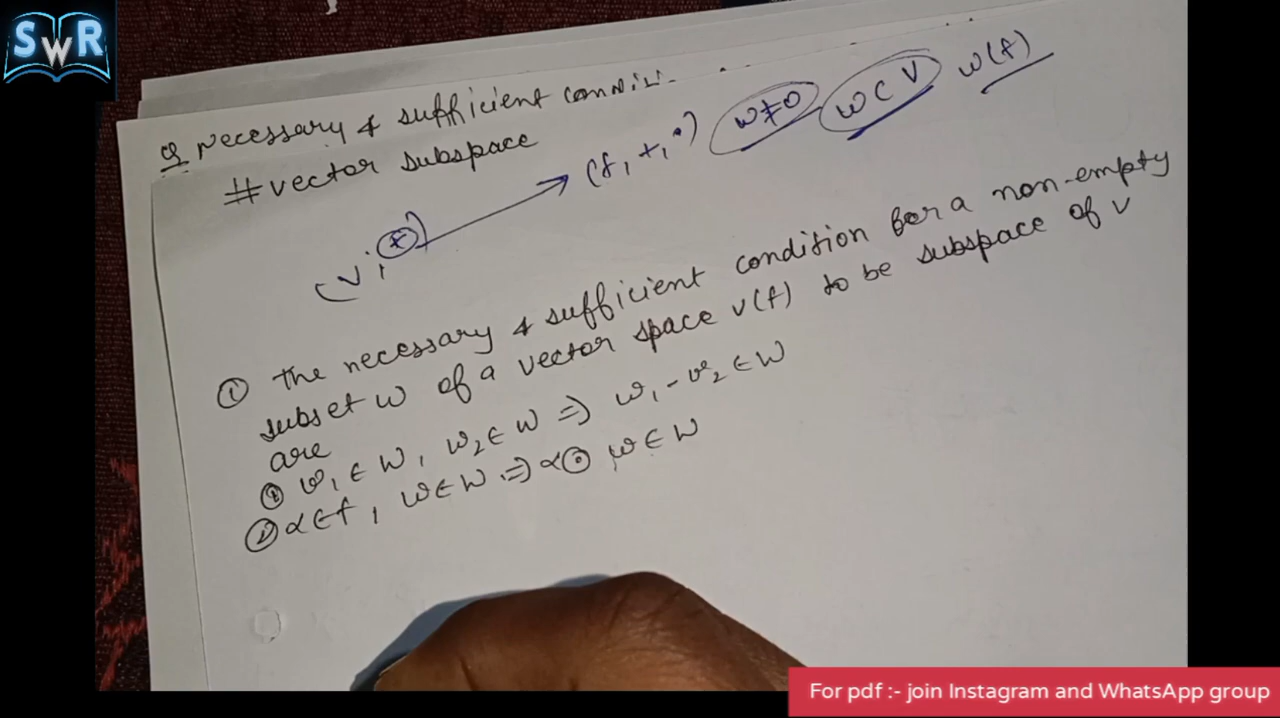 SWR
Q Necessary & sufficient
# vector subspace
(f, +, •) W≠0 W⊂V W(f)
(V, +)
① The necessary & sufficient condition for a non-empty
subset W of a vector space V(f) to be subspace of V
are
① w₁ ∈ W, w₂ ∈ W ⇒ w₁ - w₂ ∈ W
② α ∈ f, w ∈ W ⇒ α ⊙ w ∈ W
For pdf :- join Instagram and WhatsApp group